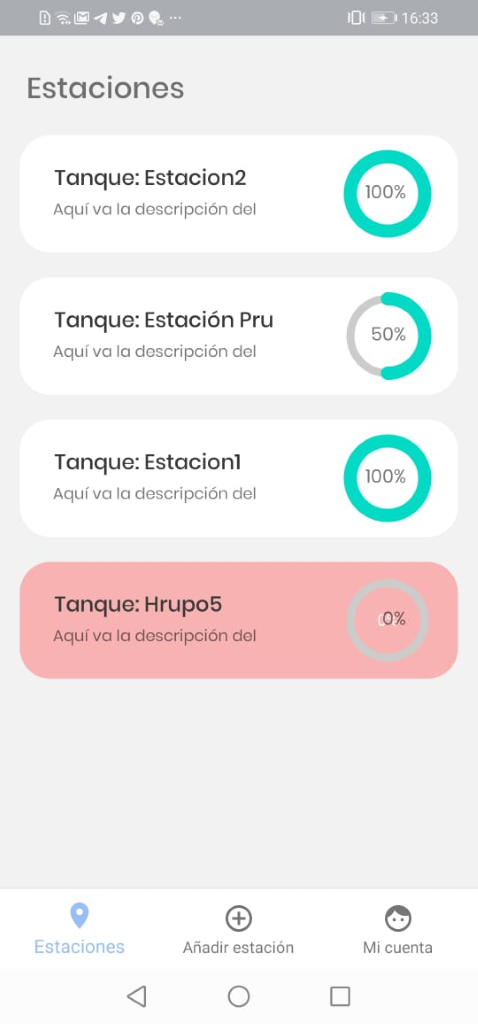 16:33
Estaciones
Tanque: Estacion2
Aquí va la descripción del
100%
Tanque: Estación Pru
Aquí va la descripción del
50%
Tanque: Estacion1
Aquí va la descripción del
100%
Tanque: Hrupo5
Aquí va la descripción del
0%
Estaciones
Añadir estación
Mi cuenta